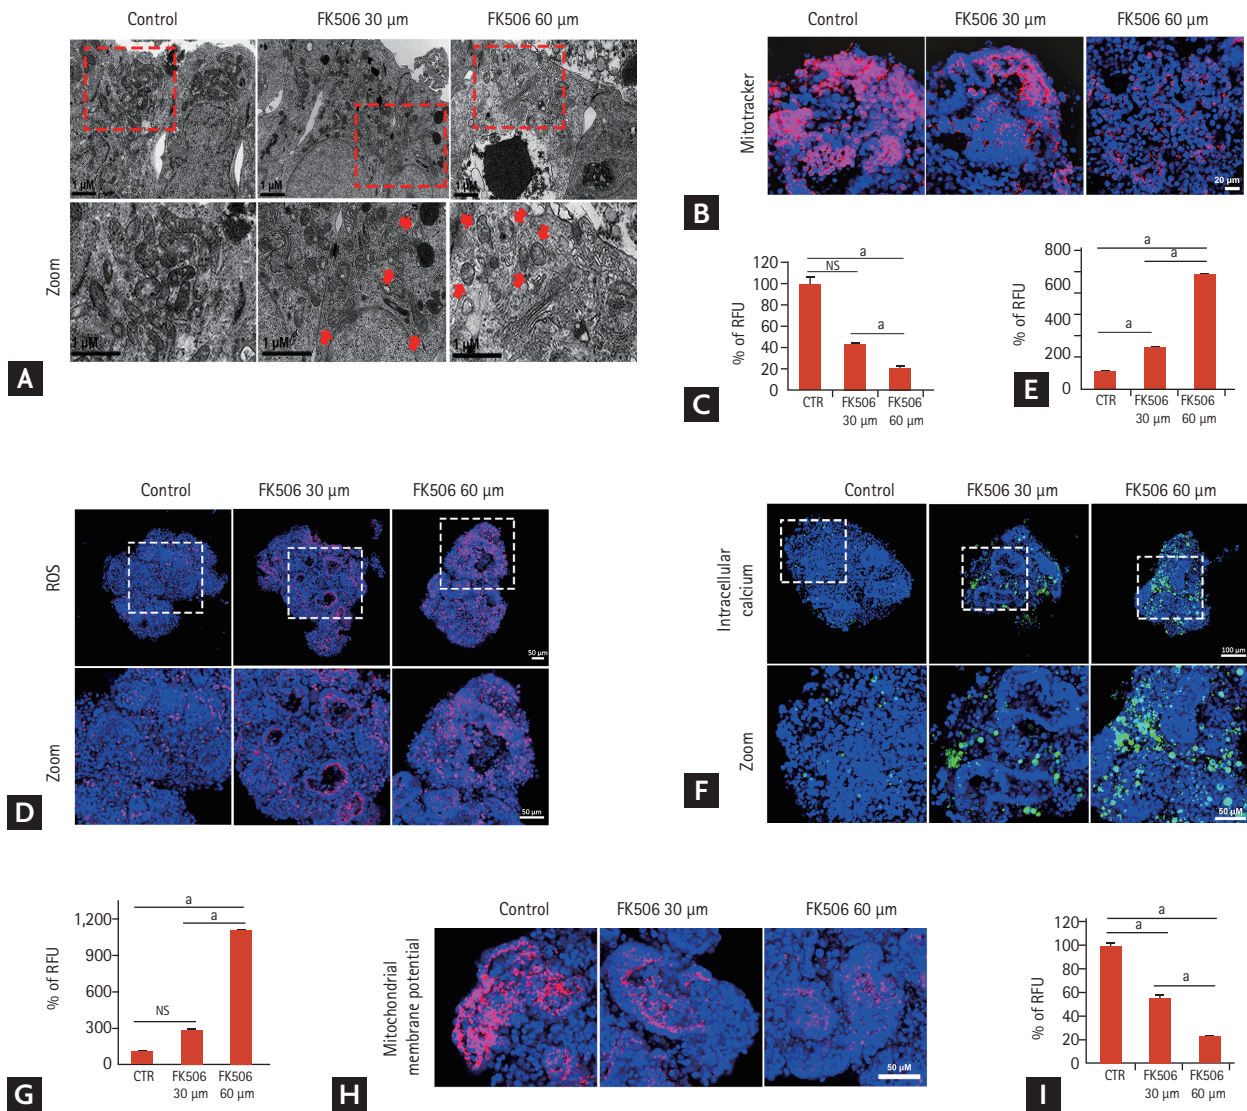 Control FK506 30 µm FK506 60 µm
1 µM 1 µM 1 µM
Zoom
1 µM 1 µM 1 µM
A
Control FK506 30 µm FK506 60 µm
Mitotracker
20 µm
B
% of RFU
120
100
80
60
40
20
0
a
NS
a
CTR FK506 30 µm FK506 60 µm
C
% of RFU
800
600
400
200
0
a
a
a
CTR FK506 30 µm FK506 60 µm
E
Control FK506 30 µm FK506 60 µm
ROS
50 µm
Zoom
50 µm
D
Control FK506 30 µm FK506 60 µm
Intracellular
calcium
100 µm
Zoom
50 µM
F
% of RFU
1,200
900
600
300
0
a
a
NS
CTR FK506 30 µm FK506 60 µm
G
Control FK506 30 µm FK506 60 µm
Mitochondrial
membrane potential
50 µM
H
% of RFU
120
100
80
60
40
20
0
a
a
a
CTR FK506 30 µm FK506 60 µm
I